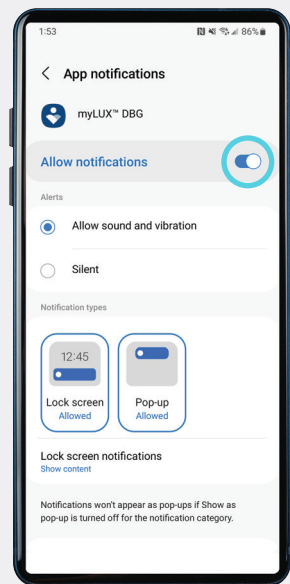 1:53
86%
App notifications
myLUX™ DBG
Allow notifications
Alerts
Allow sound and vibration
Silent
Notification types
12:45
Lock screen
Allowed
Pop-up
Allowed
Lock screen notifications
Show content
Notifications won't appear as pop-ups if Show as
pop-up is turned off for the notification category.